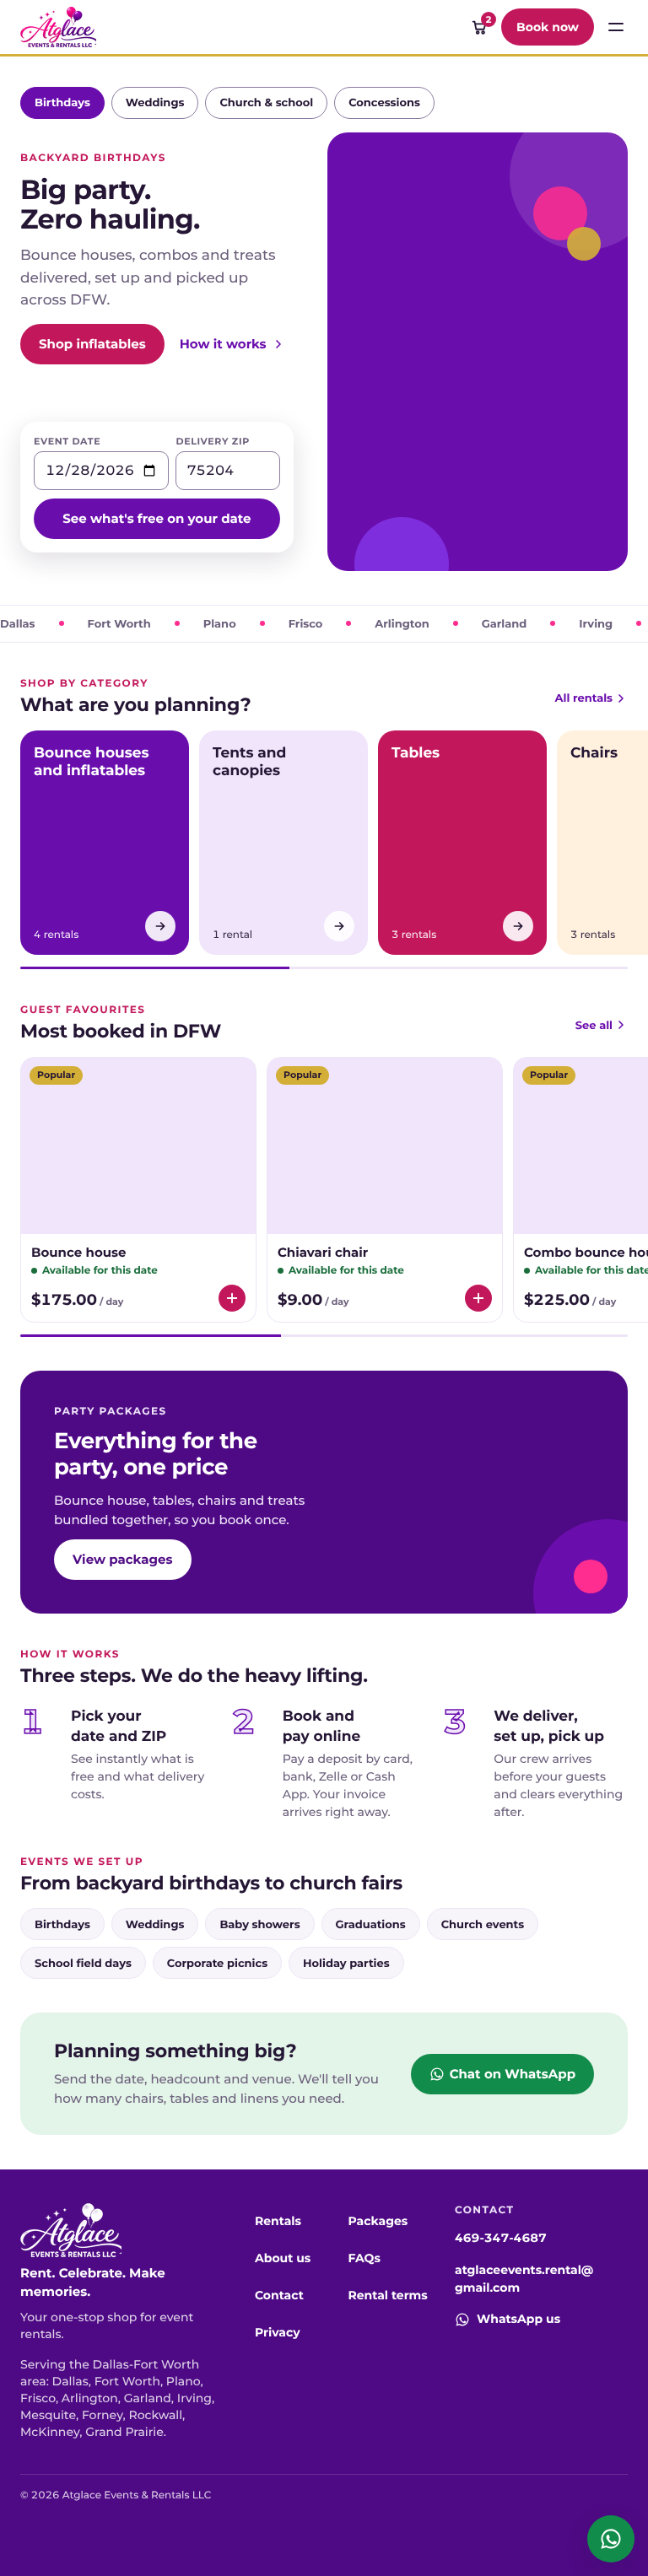 Atglace
EVENTS & RENTALS LLC
2
Book now
Birthdays
Weddings
Church & school
Concessions
BACKYARD BIRTHDAYS
Big party.
Zero hauling.
Bounce houses, combos and treats
delivered, set up and picked up
across DFW.
Shop inflatables
How it works
EVENT DATE
DELIVERY ZIP
12/28/2026
75204
See what's free on your date
Dallas
Fort Worth
Plano
Frisco
Arlington
Garland
Irving
SHOP BY CATEGORY
What are you planning?
All rentals
Bounce houses
and inflatables
4 rentals
Tents and
canopies
1 rental
Tables
3 rentals
Chairs
3 rentals
GUEST FAVOURITES
Most booked in DFW
See all
Popular
Bounce house
Available for this date
$175.00 / day
Popular
Chiavari chair
Available for this date
$9.00 / day
Popular
Combo bounce hou
Available for this date
$225.00 / day
PARTY PACKAGES
Everything for the
party, one price
Bounce house, tables, chairs and treats
bundled together, so you book once.
View packages
HOW IT WORKS
Three steps. We do the heavy lifting.
1
Pick your
date and ZIP
See instantly what is
free and what delivery
costs.
2
Book and
pay online
Pay a deposit by card,
bank, Zelle or Cash
App. Your invoice
arrives right away.
3
We deliver,
set up, pick up
Our crew arrives
before your guests
and clears everything
after.
EVENTS WE SET UP
From backyard birthdays to church fairs
Birthdays
Weddings
Baby showers
Graduations
Church events
School field days
Corporate picnics
Holiday parties
Planning something big?
Send the date, headcount and venue. We'll tell you
how many chairs, tables and linens you need.
Chat on WhatsApp
Atglace
EVENTS & RENTALS LLC
Rent. Celebrate. Make
memories.
Your one-stop shop for event
rentals.
Serving the Dallas-Fort Worth
area: Dallas, Fort Worth, Plano,
Frisco, Arlington, Garland, Irving,
Mesquite, Forney, Rockwall,
McKinney, Grand Prairie.
Rentals
Packages
About us
FAQs
Contact
Rental terms
Privacy
CONTACT
469-347-4687
atglaceevents.rental@
gmail.com
WhatsApp us
© 2026 Atglace Events & Rentals LLC